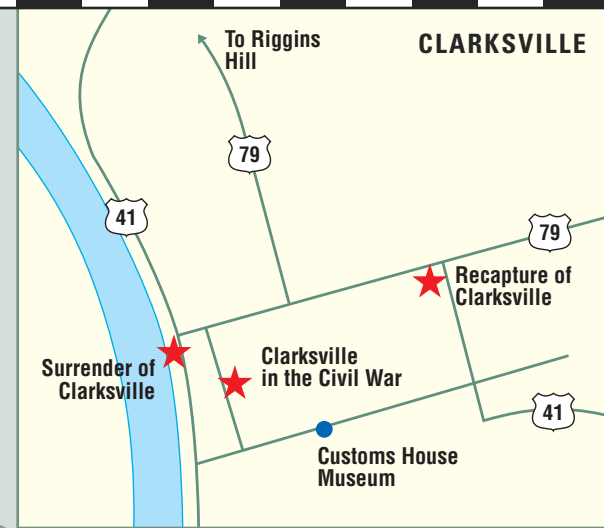 To Riggins
Hill
CLARKSVILLE
79
41
79
Recapture of
Clarksville
Surrender of
Clarksville
Clarksville
in the Civil War
41
Customs House
Museum